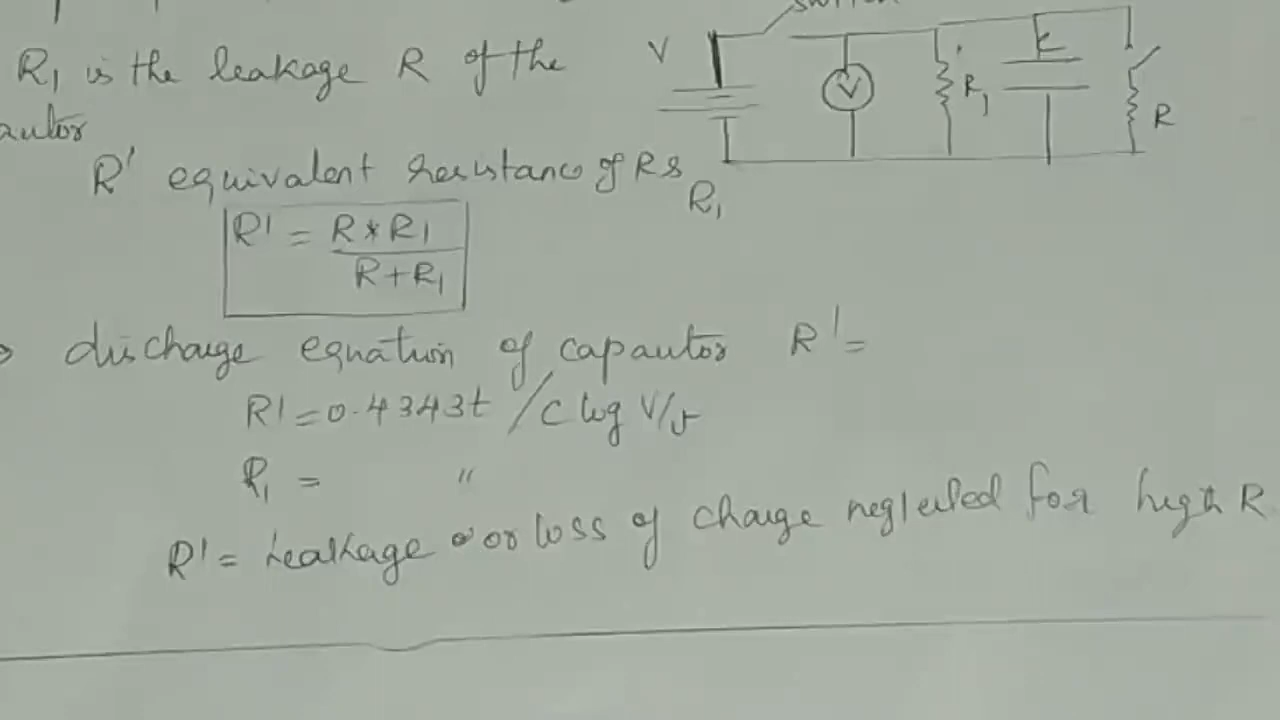 switch
R1 is the leakage R of the
V
V
R1
C
R
R' equivalent resistance of R &
R1
R' = R * R1
R + R1
discharge equation of capacitor R' =
R' = 0.4343t / C log V/v
R1 = "
R' = Leakage or loss of charge neglected for high R